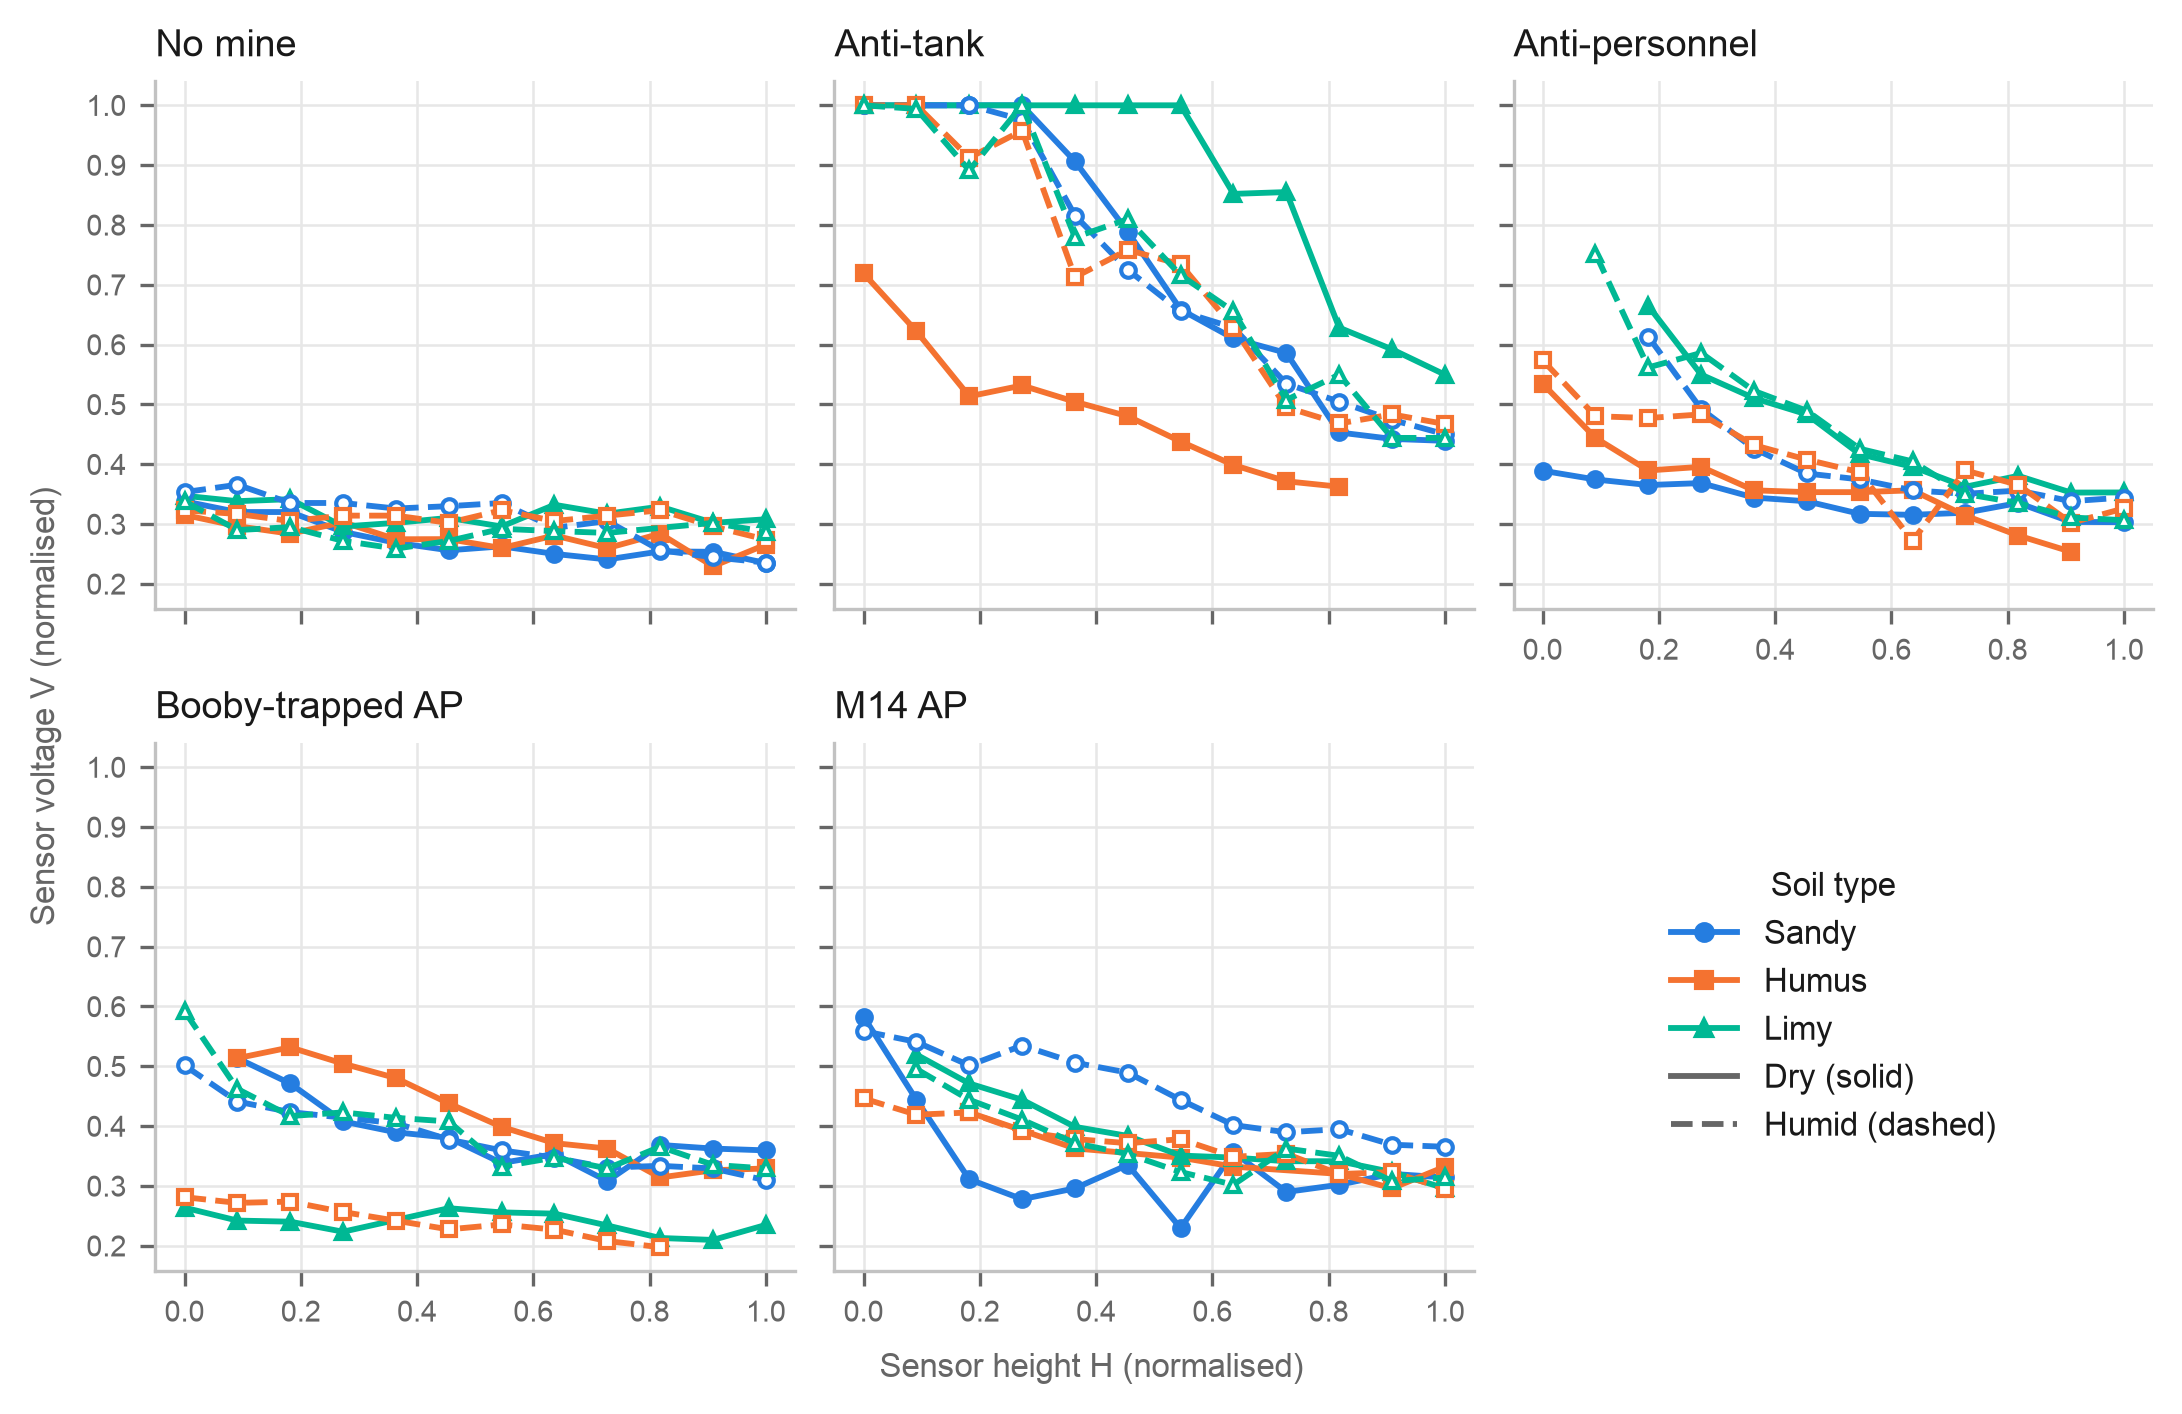 No mine
Anti-tank
Anti-personnel
1.0
0.9
0.8
0.7
0.6
0.5
0.4
0.3
0.2
0.0 0.2 0.4 0.6 0.8 1.0
Sensor voltage V (normalised)
Booby-trapped AP
M14 AP
1.0
0.9
0.8
0.7
0.6
0.5
0.4
0.3
0.2
0.0 0.2 0.4 0.6 0.8 1.0
0.0 0.2 0.4 0.6 0.8 1.0
Sensor height H (normalised)
Soil type
Sandy
Humus
Limy
Dry (solid)
Humid (dashed)